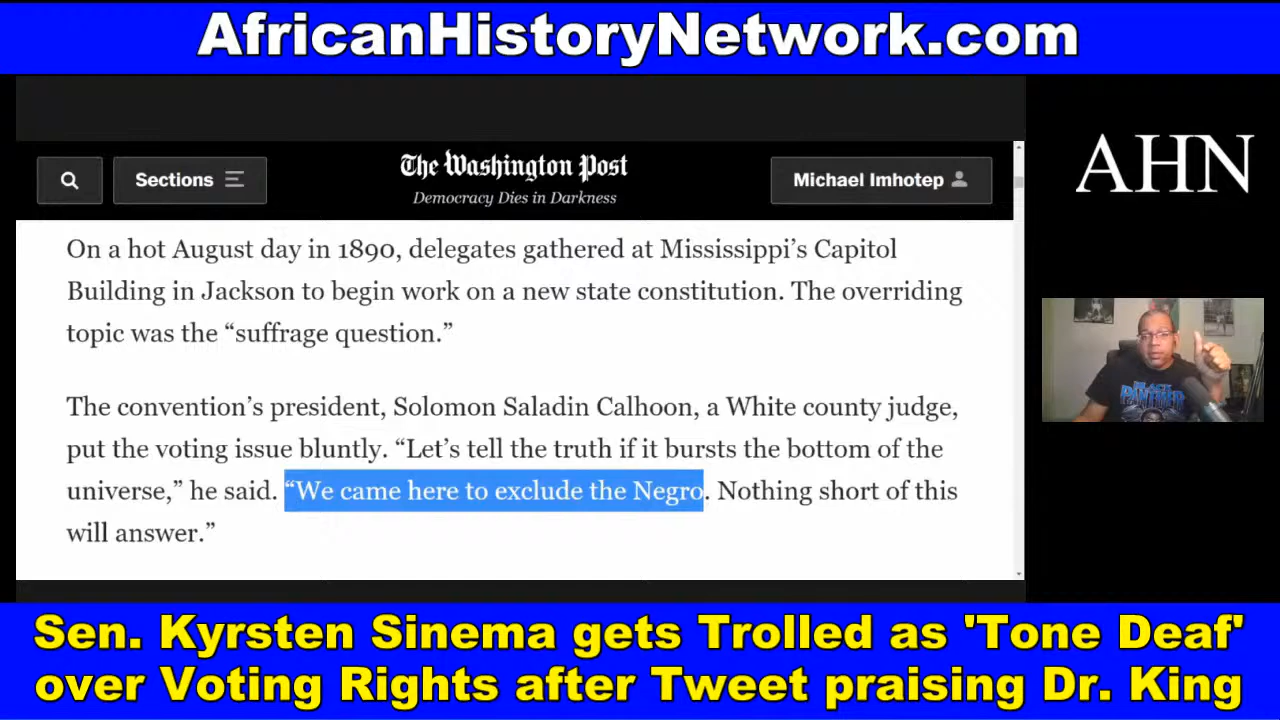 AfricanHistoryNetwork.com
AHN
Sections
The Washington Post
Democracy Dies in Darkness
Michael Imhotep
On a hot August day in 1890, delegates gathered at Mississippi’s Capitol
Building in Jackson to begin work on a new state constitution. The overriding
topic was the “suffrage question.”
The convention’s president, Solomon Saladin Calhoon, a White county judge,
put the voting issue bluntly. “Let’s tell the truth if it bursts the bottom of the
universe,” he said. “We came here to exclude the Negro. Nothing short of this
will answer.”
BLACK
PANTHER
Sen. Kyrsten Sinema gets Trolled as 'Tone Deaf'
over Voting Rights after Tweet praising Dr. King